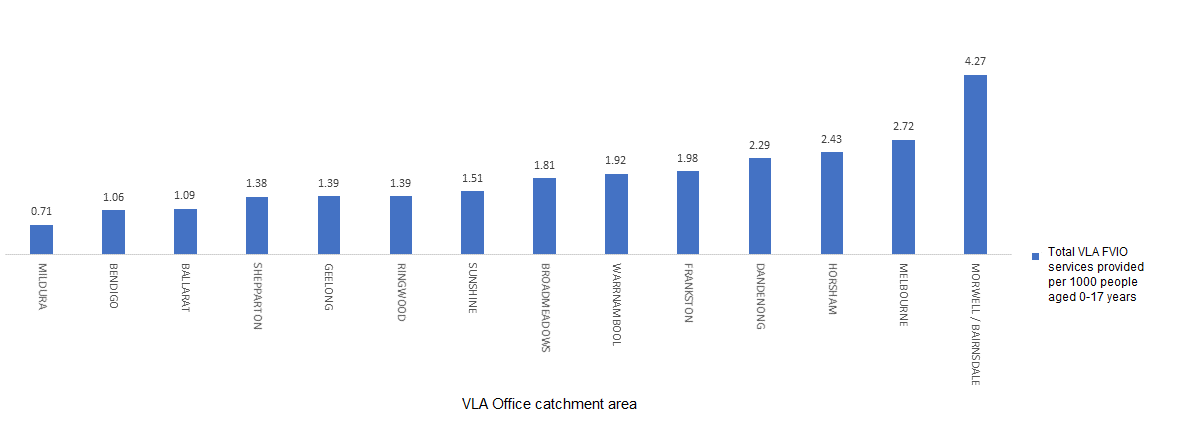 4.27
2.72
2.43
2.29
1.98
1.92
1.81
1.51
1.39
1.39
1.38
1.09
1.06
0.71
MILDURA
BENDIGO
BALLARAT
SHEPPARTON
GEELONG
RINGWOOD
SUNSHINE
BROADMEADOWS
WARRNAMBOOL
FRANKSTON
DANDENONG
HORSHAM
MELBOURNE
MORWELL / BAIRNSDALE
Total VLA FVIO
services provided
per 1000 people
aged 0-17 years
VLA Office catchment area